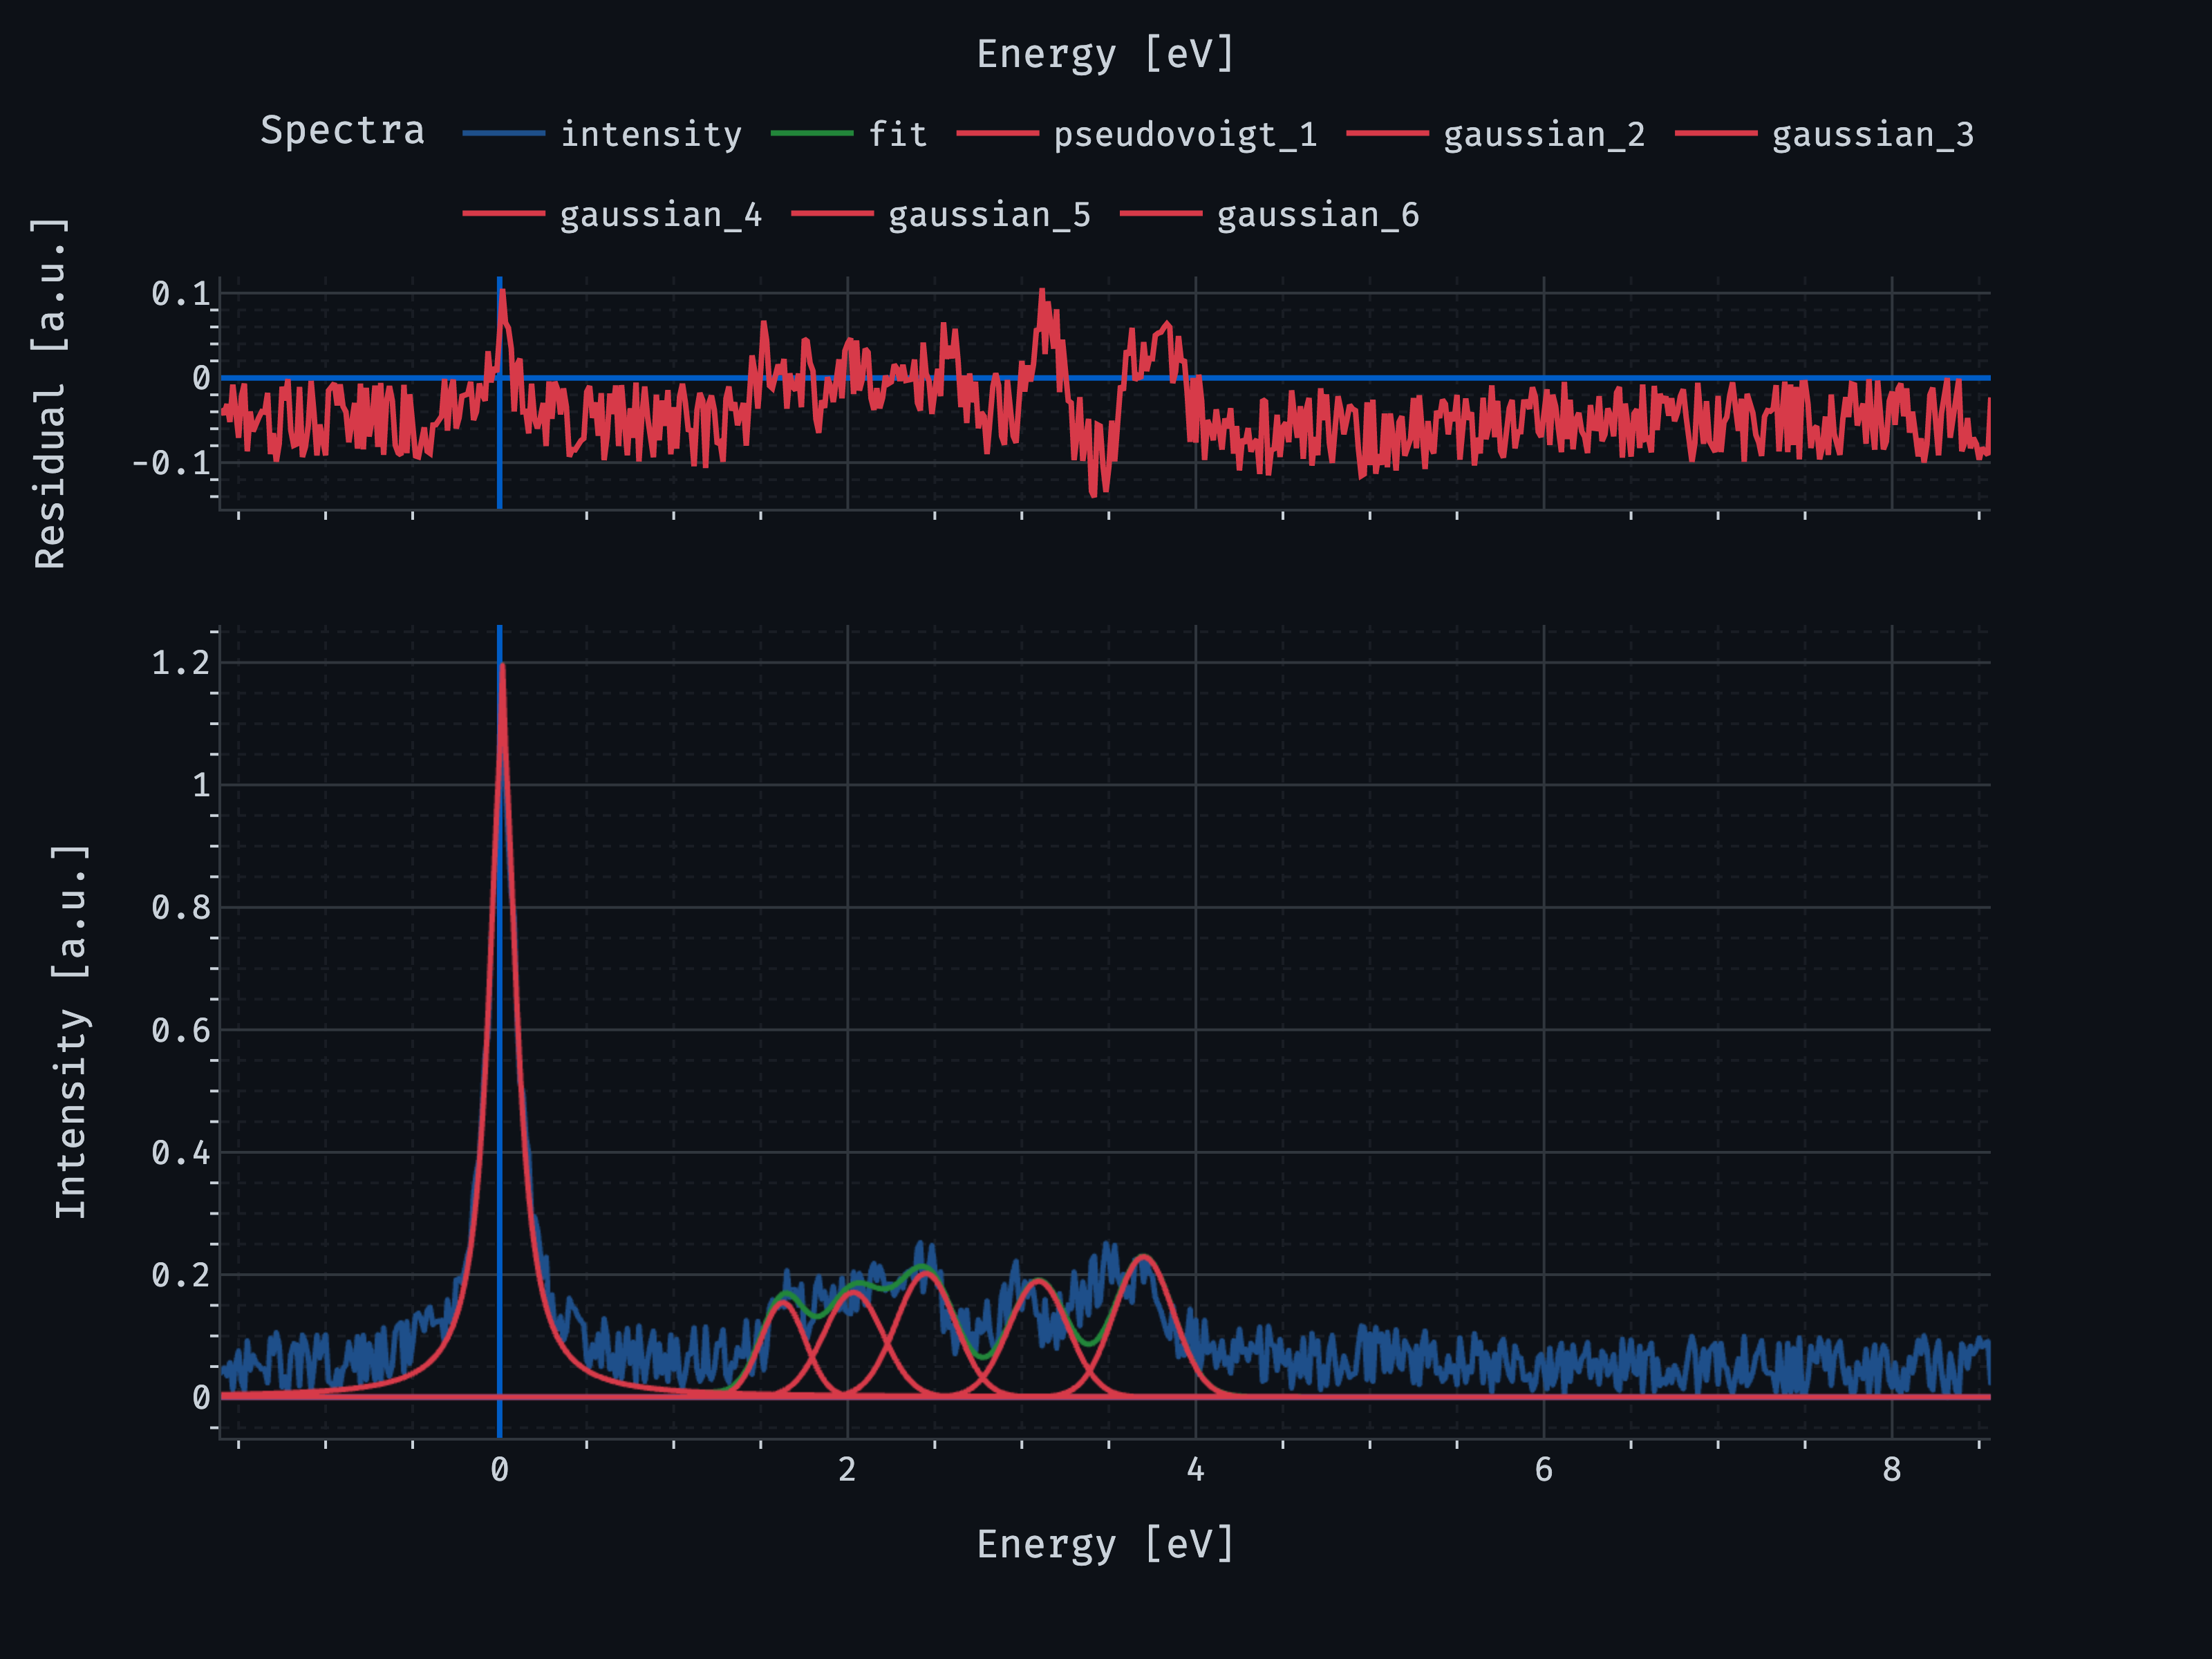 Energy [eV]
Spectra intensity fit pseudovoigt_1 gaussian_2 gaussian_3
gaussian_4 gaussian_5 gaussian_6
Residual [a.u.]
0.1
0
-0.1
Intensity [a.u.]
1.2
1
0.8
0.6
0.4
0.2
0
0 2 4 6 8
Energy [eV]